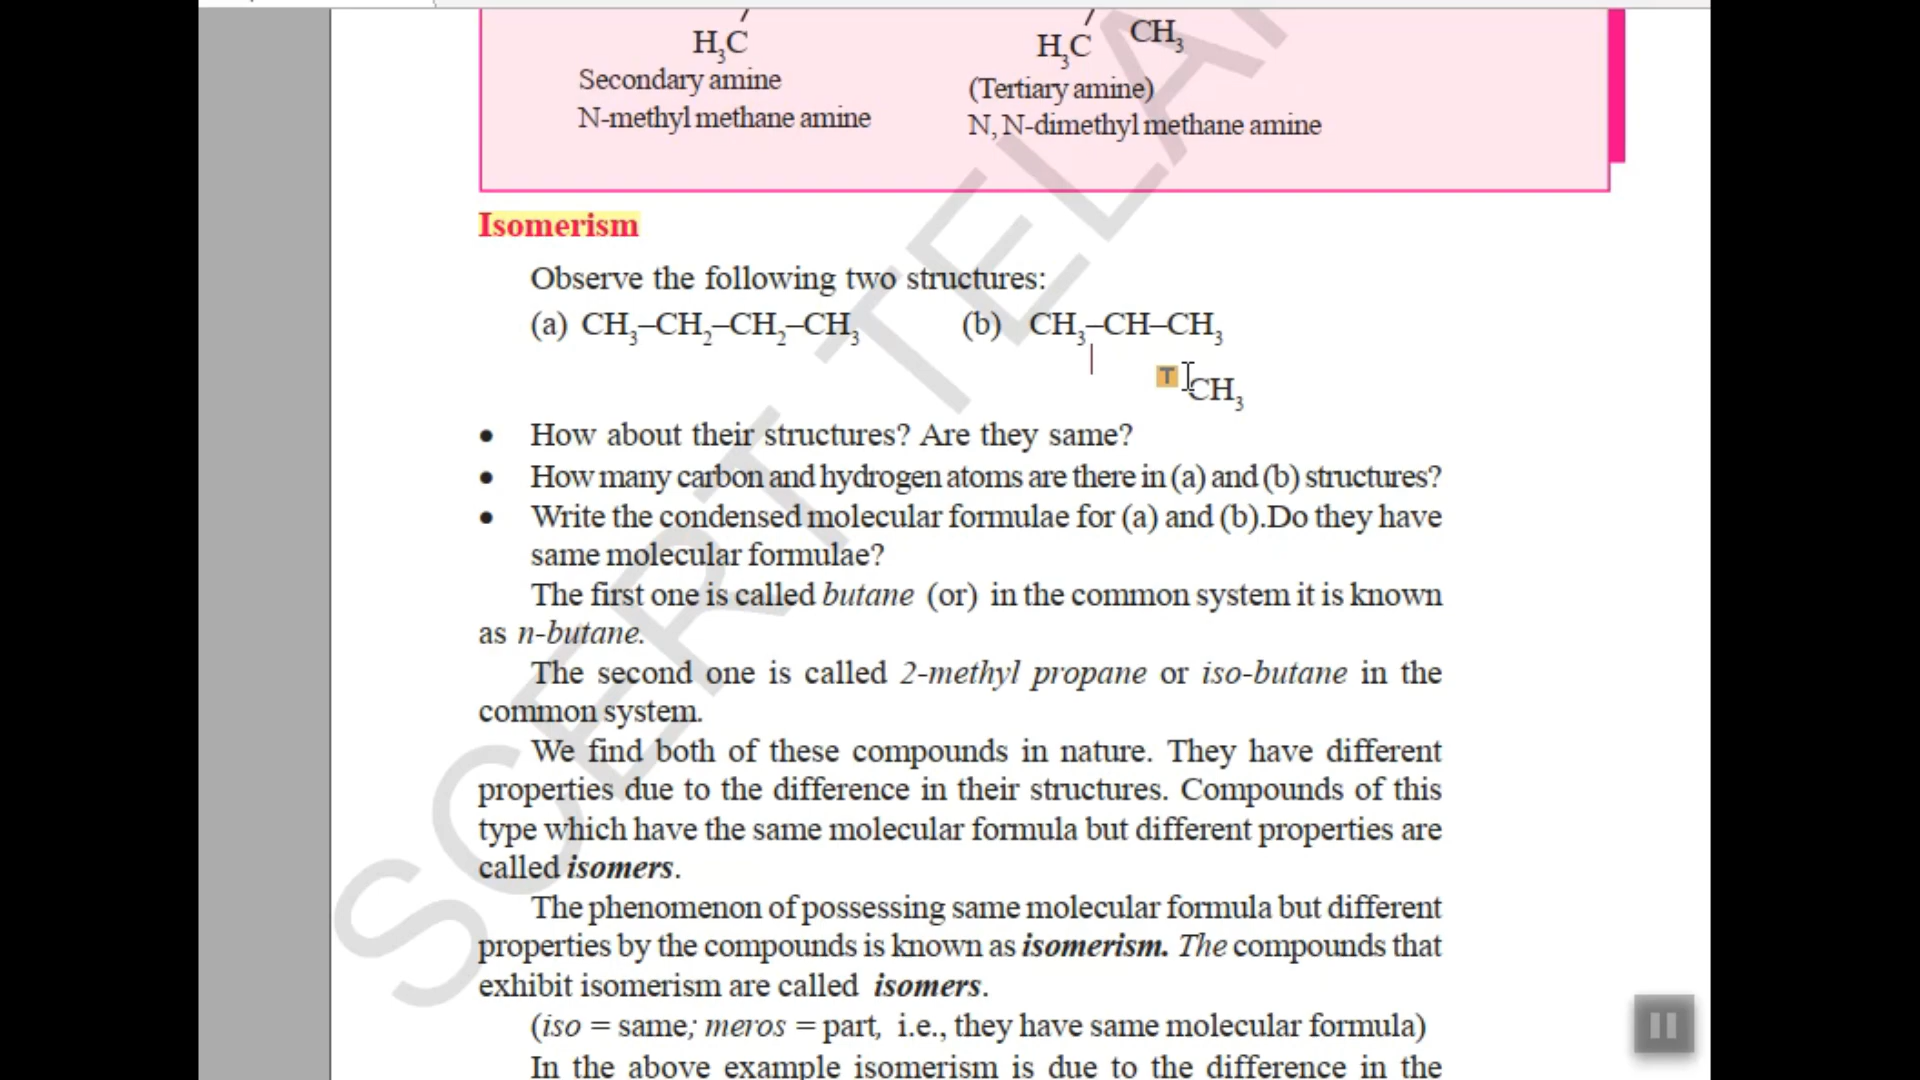 H₃C
H₃C CH₃
Secondary amine
(Tertiary amine)
N-methyl methane amine
N, N-dimethyl methane amine
Isomerism
Observe the following two structures:
(a) CH₃–CH₂–CH₂–CH₃ (b) CH₃–CH–CH₃
|
T
CH₃
• How about their structures? Are they same?
• How many carbon and hydrogen atoms are there in (a) and (b) structures?
• Write the condensed molecular formulae for (a) and (b).Do they have
same molecular formulae?
The first one is called butane (or) in the common system it is known
as n-butane.
The second one is called 2-methyl propane or iso-butane in the
common system.
We find both of these compounds in nature. They have different
properties due to the difference in their structures. Compounds of this
type which have the same molecular formula but different properties are
called isomers.
The phenomenon of possessing same molecular formula but different
properties by the compounds is known as isomerism. The compounds that
exhibit isomerism are called isomers.
(iso = same; meros = part, i.e., they have same molecular formula)
In the above example isomerism is due to the difference in the
SCERT TELA